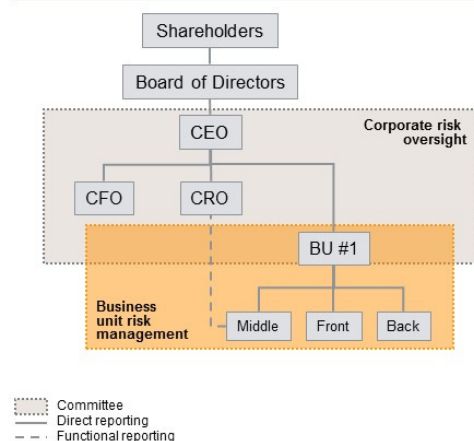 Shareholders
Board of Directors
CEO
Corporate risk
oversight
CFO
CRO
BU #1
Business
unit risk
management
Middle
Front
Back
Committee
Direct reporting
Functional reporting